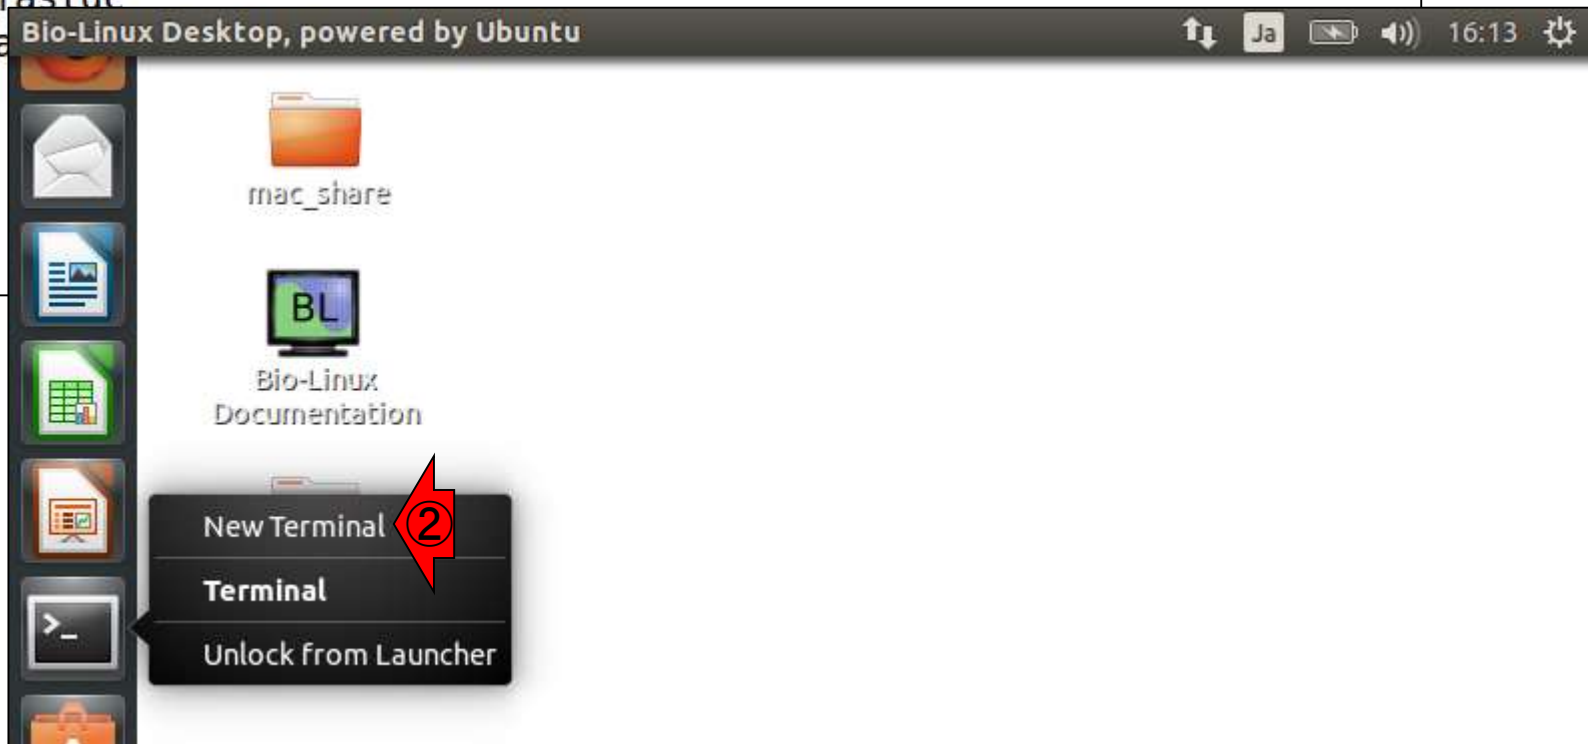 Bio-Linux Desktop, powered by Ubuntu
Ja
16:13
mac_share
BL
Bio-Linux
Documentation
New Terminal
②
Terminal
Unlock from Launcher
>_